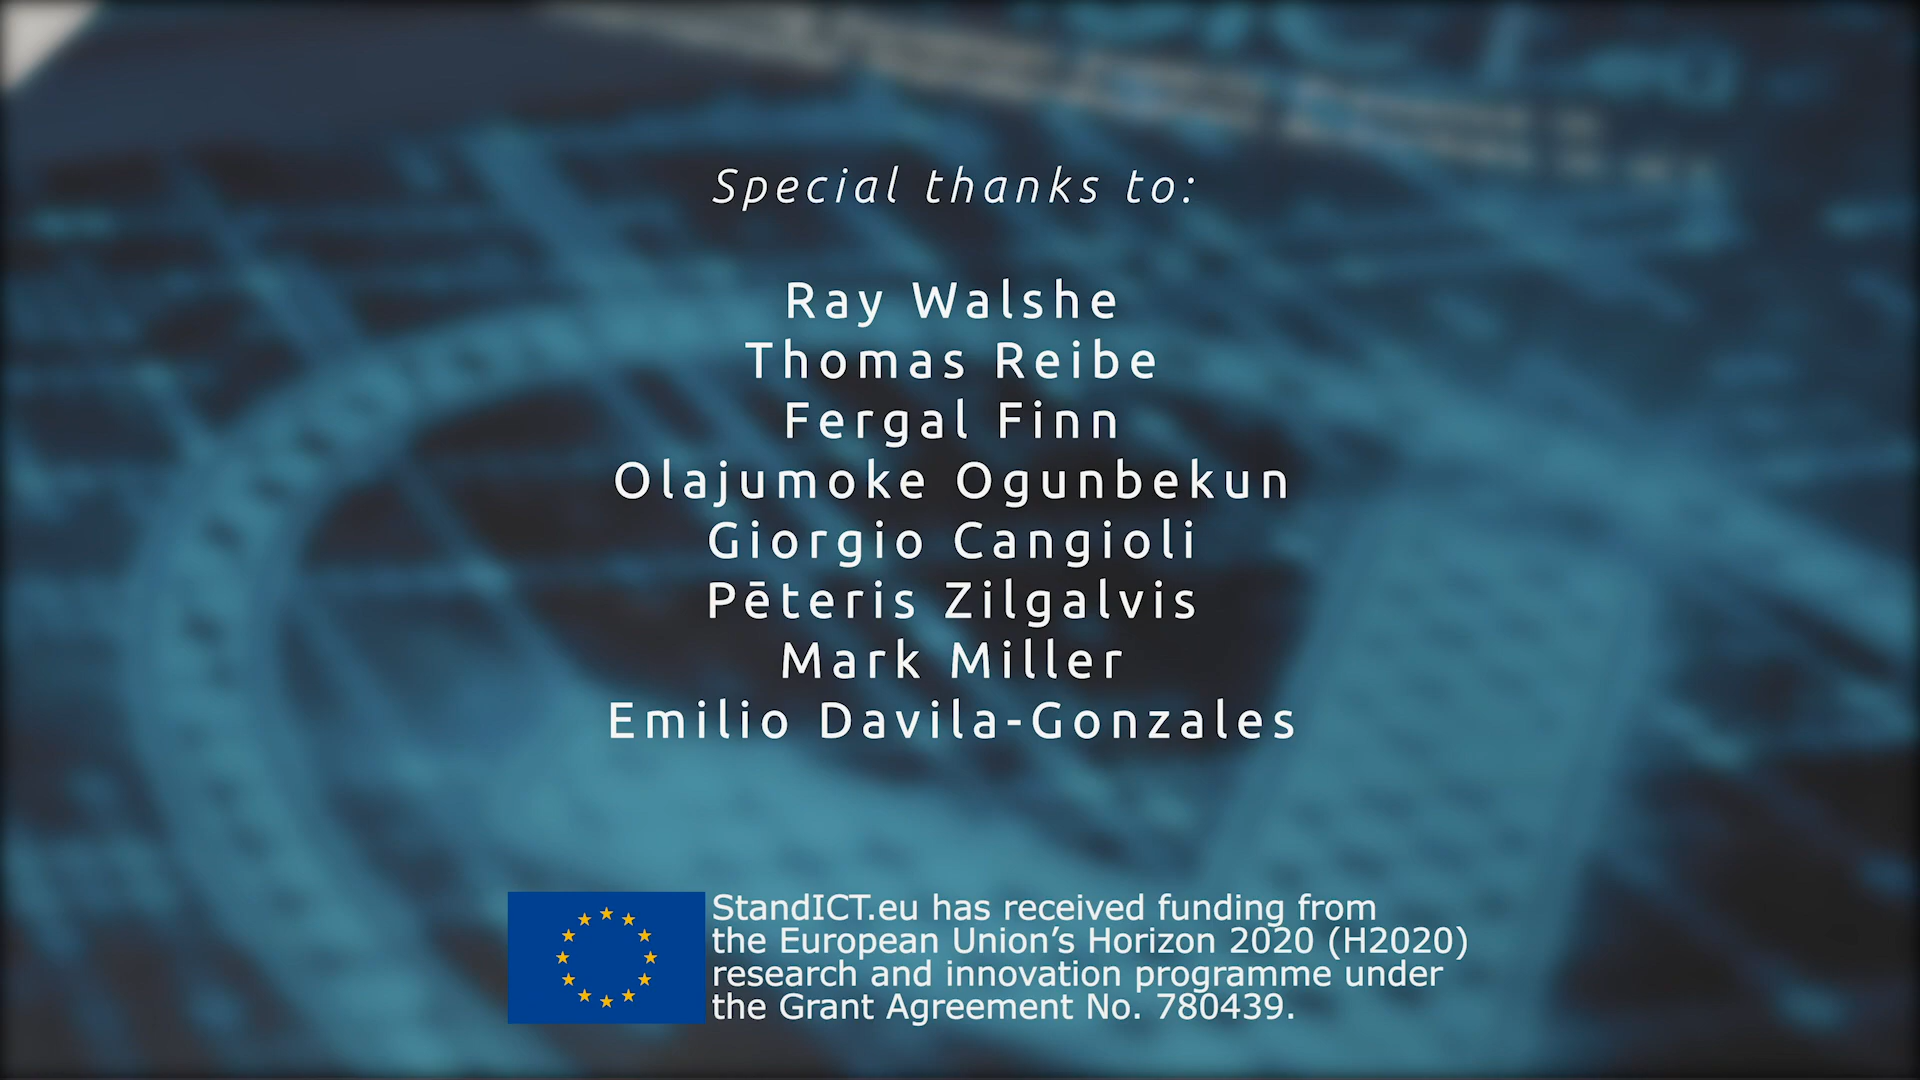 Special thanks to:
Ray Walshe
Thomas Reibe
Fergal Finn
Olajumoke Ogunbekun
Giorgio Cangioli
Pēteris Zilgalvis
Mark Miller
Emilio Davila-Gonzales
StandICT.eu has received funding from
the European Union’s Horizon 2020 (H2020)
research and innovation programme under
the Grant Agreement No. 780439.